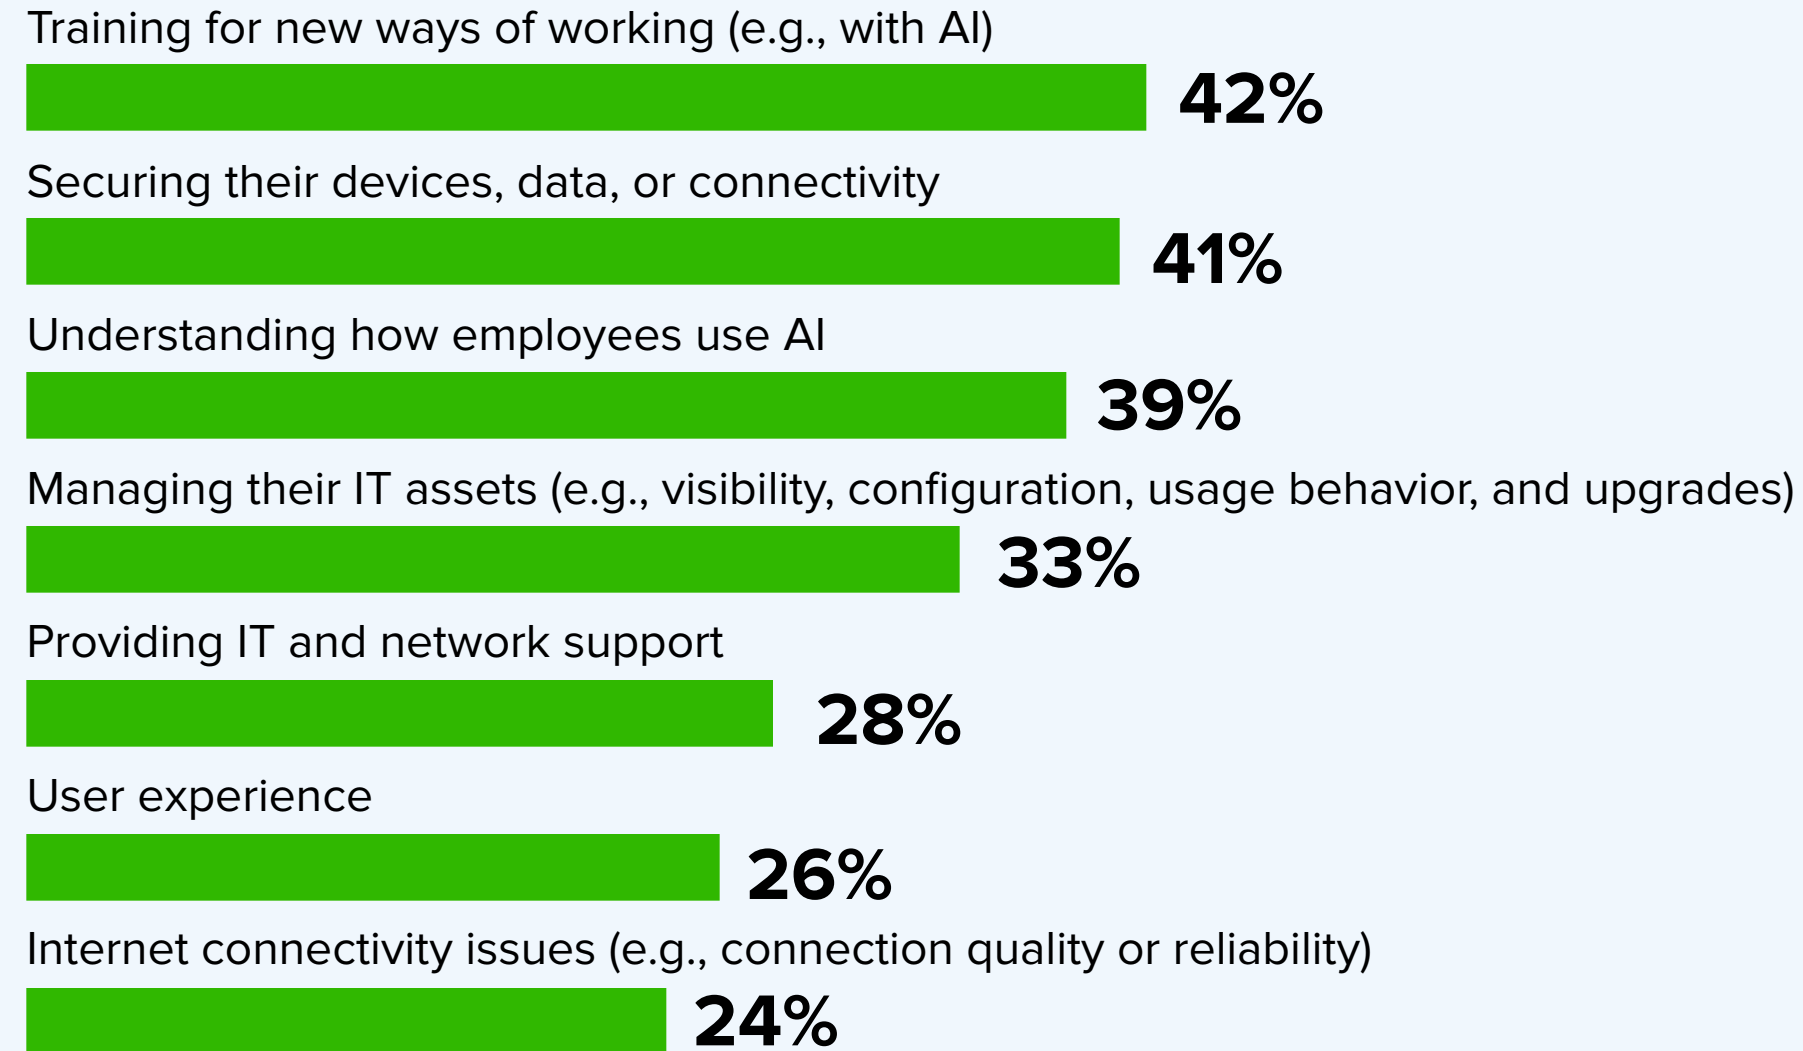 Training for new ways of working (e.g., with AI)
42%
Securing their devices, data, or connectivity
41%
Understanding how employees use AI
39%
Managing their IT assets (e.g., visibility, configuration, usage behavior, and upgrades)
33%
Providing IT and network support
28%
User experience
26%
Internet connectivity issues (e.g., connection quality or reliability)
24%